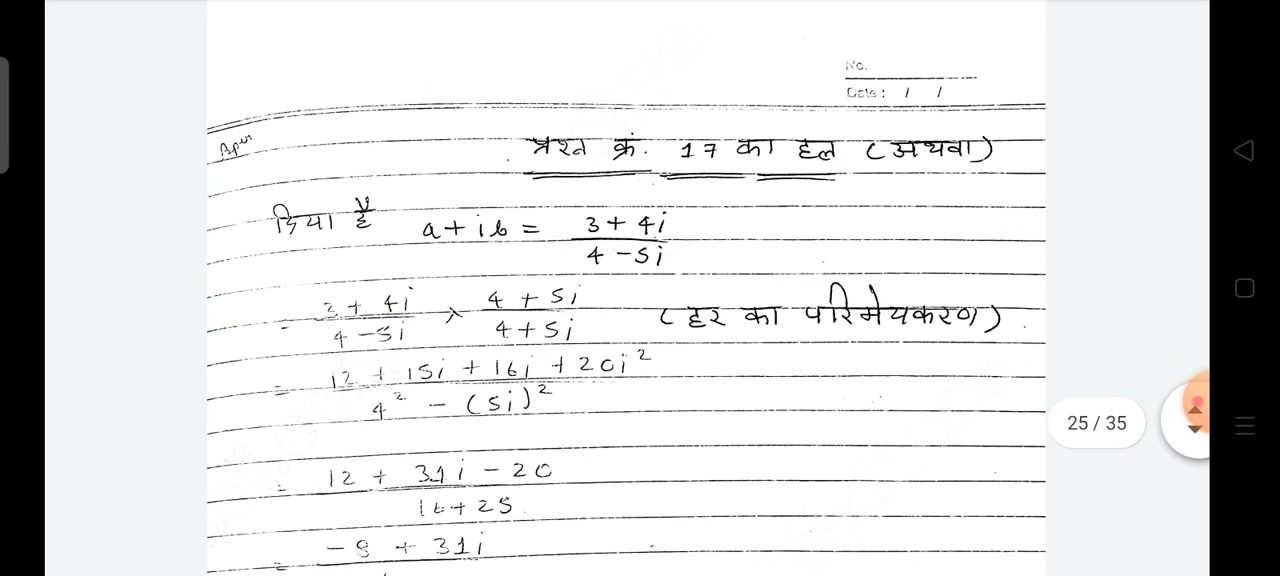 No.
Date : / /
प्रश्न क्रं. 17 का हल (अथवा)
दिया है a + ib = 3 + 4i / 4 - 5i
= 3 + 4i / 4 - 5i × 4 + 5i / 4 + 5i (हर का परिमेयकरण)
= 12 + 15i + 16i + 20i² / 4² - (5i)²
= 12 + 31i - 20 / 16 + 25
= -8 + 31i
25 / 35